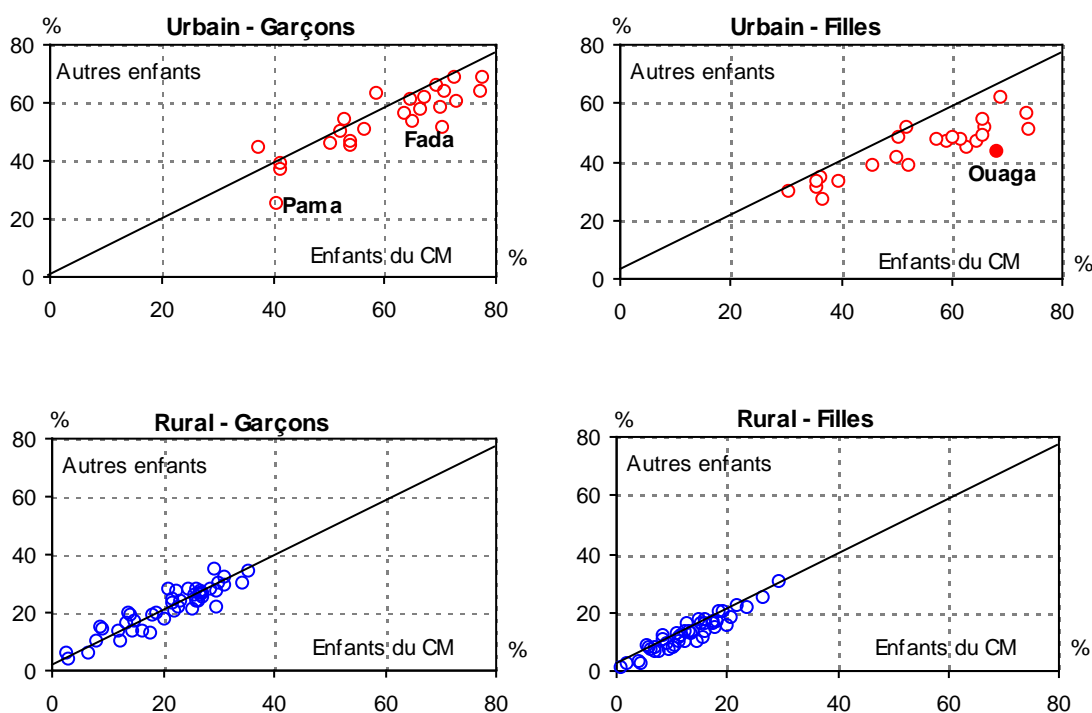 %
Urbain - Garçons
80
Autres enfants
60
Fada
40
Pama
20
Enfants du CM
%
0
0 20 40 60 80
%
Urbain - Filles
80
Autres enfants
60
40
Ouaga
20
Enfants du CM
%
0
0 20 40 60 80
%
Rural - Garçons
80
Autres enfants
60
40
20
Enfants du CM
%
0
0 20 40 60 80
%
Rural - Filles
80
Autres enfants
60
40
20
Enfants du CM
%
0
0 20 40 60 80